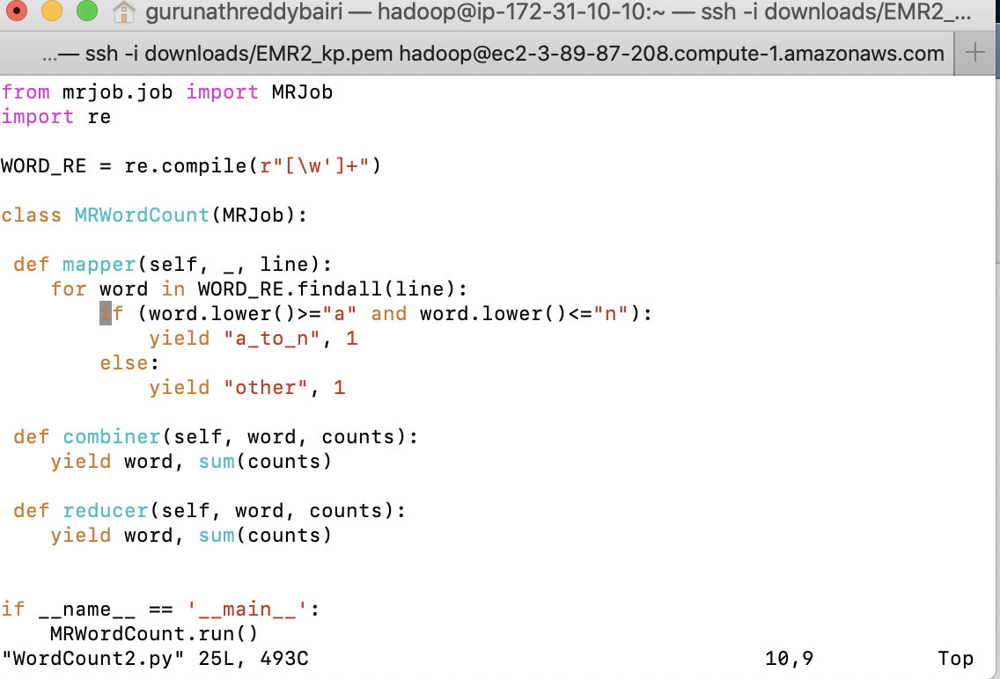 gurunathreddybairi — hadoop@ip-172-31-10-10:~ — ssh -i downloads/EMR2_...
...— ssh -i downloads/EMR2_kp.pem hadoop@ec2-3-89-87-208.compute-1.amazonaws.com
from mrjob.job import MRJob
import re

WORD_RE = re.compile(r"[\w']+")

class MRWordCount(MRJob):

 def mapper(self, _, line):
    for word in WORD_RE.findall(line):
        if (word.lower()>="a" and word.lower()<="n"):
            yield "a_to_n", 1
        else:
            yield "other", 1

 def combiner(self, word, counts):
    yield word, sum(counts)

 def reducer(self, word, counts):
    yield word, sum(counts)


if __name__ == '__main__':
    MRWordCount.run()
"WordCount2.py" 25L, 493C 10,9 Top